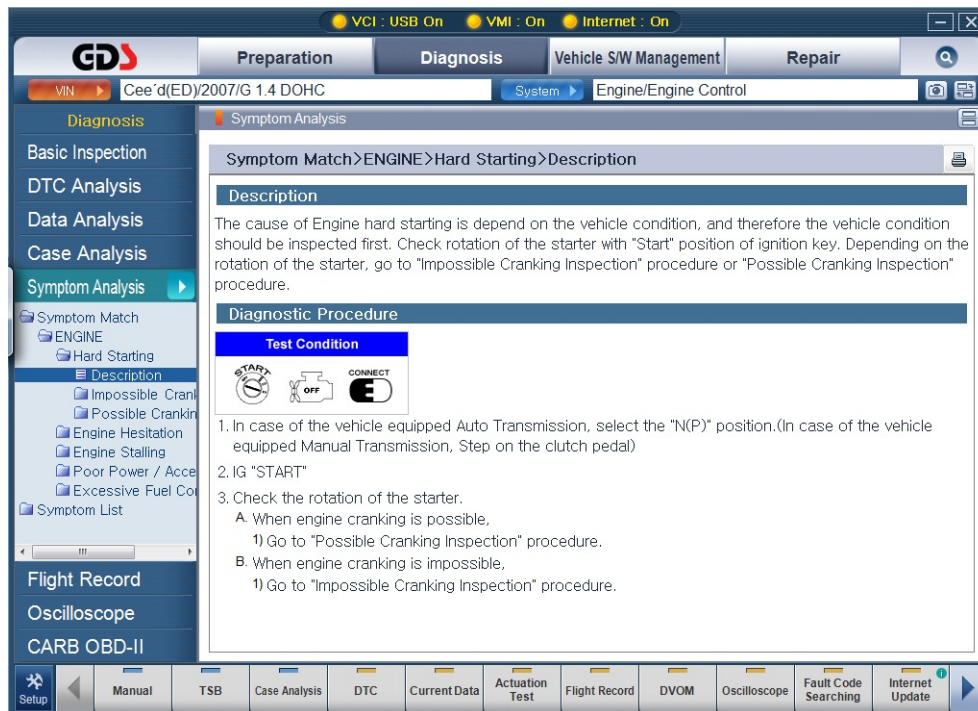 VCI : USB On VMI : On Internet : On
GDS Preparation Diagnosis Vehicle S/W Management Repair
VIN Cee´d(ED)/2007/G 1.4 DOHC System Engine/Engine Control
Diagnosis
Basic Inspection
DTC Analysis
Data Analysis
Case Analysis
Symptom Analysis
Symptom Match
ENGINE
Hard Starting
Description
Impossible Crank
Possible Crankin
Engine Hesitation
Engine Stalling
Poor Power / Acce
Excessive Fuel Co
Symptom List
Flight Record
Oscilloscope
CARB OBD-II
Symptom Analysis
Symptom Match>ENGINE>Hard Starting>Description
Description
The cause of Engine hard starting is depend on the vehicle condition, and therefore the vehicle condition
should be inspected first. Check rotation of the starter with "Start" position of ignition key. Depending on the
rotation of the starter, go to "Impossible Cranking Inspection" procedure or "Possible Cranking Inspection"
procedure.
Diagnostic Procedure
Test Condition
START OFF CONNECT
1. In case of the vehicle equipped Auto Transmission, select the "N(P)" position.(In case of the vehicle
equipped Manual Transmission, Step on the clutch pedal)
2. IG "START"
3. Check the rotation of the starter.
A. When engine cranking is possible,
1) Go to "Possible Cranking Inspection" procedure.
B. When engine cranking is impossible,
1) Go to "Impossible Cranking Inspection" procedure.
Setup Manual TSB Case Analysis DTC Current Data Actuation Test Flight Record DVOM Oscilloscope Fault Code Searching Internet Update